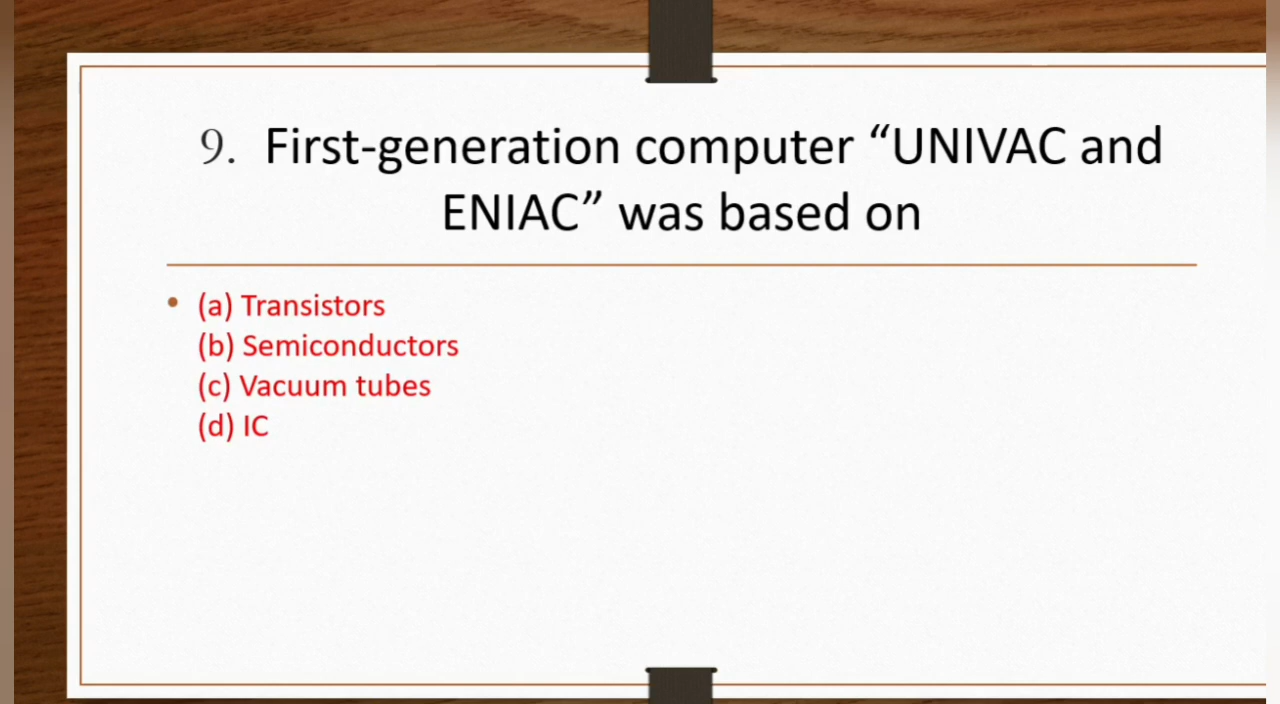 9. First-generation computer “UNIVAC and
ENIAC” was based on
• (a) Transistors
(b) Semiconductors
(c) Vacuum tubes
(d) IC